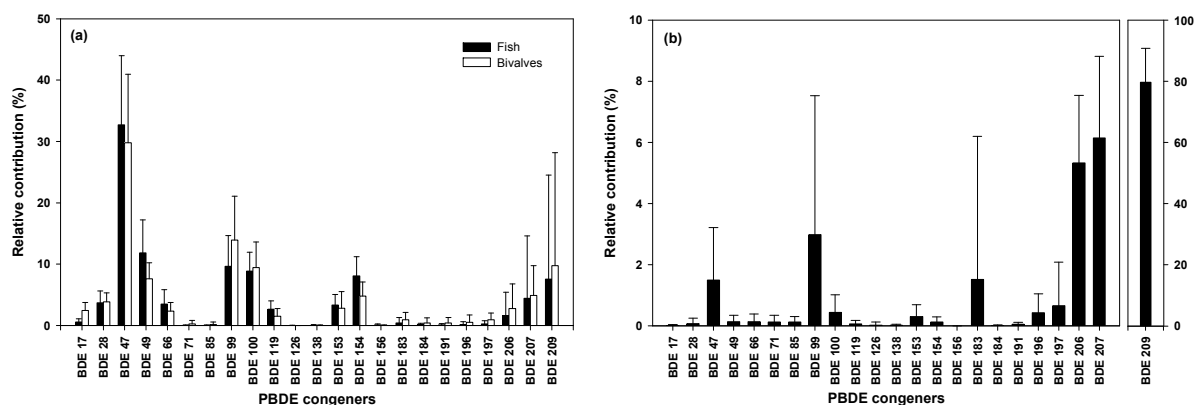 (a)
Fish
Bivalves
Relative contribution (%)
50
40
30
20
10
0
BDE 17
BDE 28
BDE 47
BDE 49
BDE 66
BDE 71
BDE 85
BDE 99
BDE 100
BDE 119
BDE 126
BDE 138
BDE 153
BDE 154
BDE 156
BDE 183
BDE 184
BDE 191
BDE 196
BDE 197
BDE 206
BDE 207
BDE 209
PBDE congeners
(b)
Relative contribution (%)
10
8
6
4
2
0
100
80
60
40
20
0
BDE 17
BDE 28
BDE 47
BDE 49
BDE 66
BDE 71
BDE 85
BDE 99
BDE 100
BDE 119
BDE 126
BDE 138
BDE 153
BDE 154
BDE 156
BDE 183
BDE 184
BDE 191
BDE 196
BDE 197
BDE 206
BDE 207
BDE 209
PBDE congeners